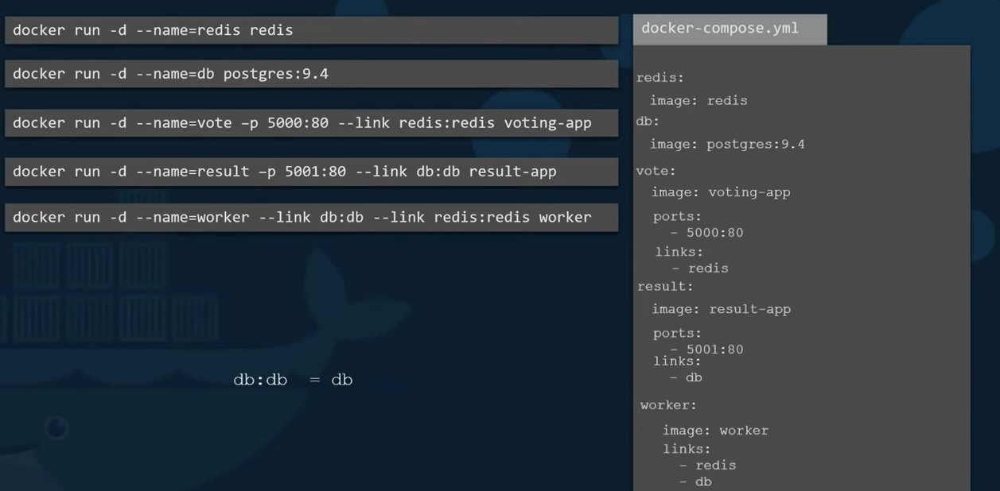 docker run -d --name=redis redis
docker run -d --name=db postgres:9.4
docker run -d --name=vote –p 5000:80 --link redis:redis voting-app
docker run -d --name=result –p 5001:80 --link db:db result-app
docker run -d --name=worker --link db:db --link redis:redis worker
db:db = db
docker-compose.yml
redis:
image: redis
db:
image: postgres:9.4
vote:
image: voting-app
ports:
- 5000:80
links:
- redis
result:
image: result-app
ports:
- 5001:80
links:
- db
worker:
image: worker
links:
- redis
- db